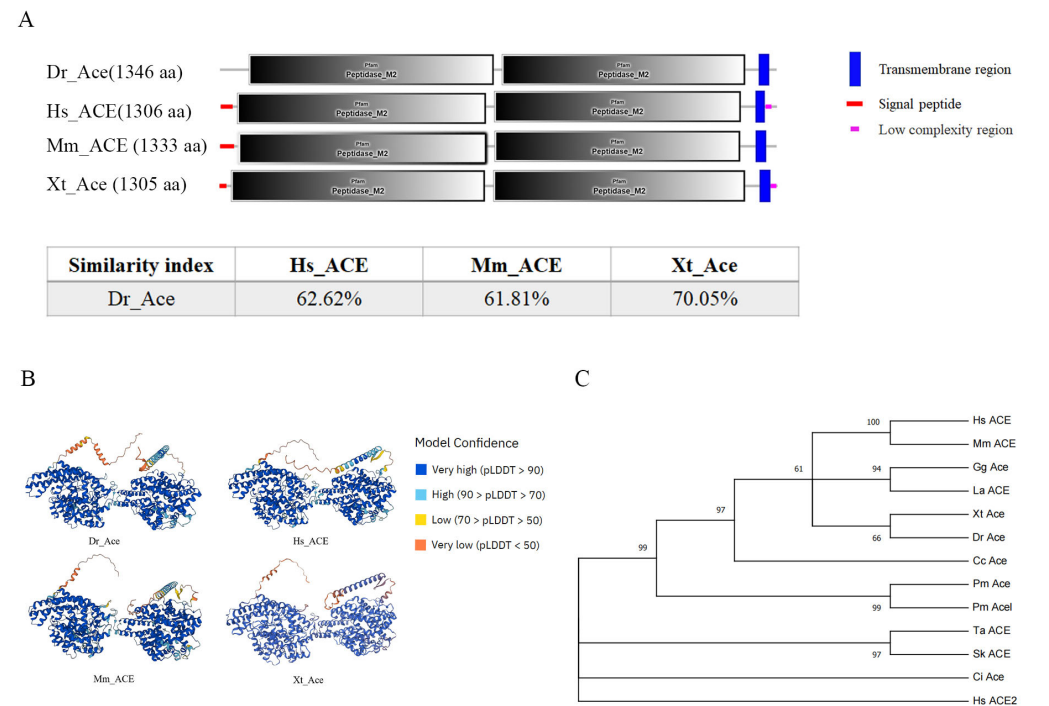 A
Dr_Ace(1346 aa)
Pfam
Peptidase_M2
Pfam
Peptidase_M2
Hs_ACE(1306 aa)
Pfam
Peptidase_M2
Pfam
Peptidase_M2
Mm_ACE (1333 aa)
Pfam
Peptidase_M2
Pfam
Peptidase_M2
Xt_Ace (1305 aa)
Pfam
Peptidase_M2
Pfam
Peptidase_M2
Transmembrane region
Signal peptide
Low complexity region
Similarity index Hs_ACE Mm_ACE Xt_Ace
Dr_Ace 62.62% 61.81% 70.05%
B
Dr_Ace
Hs_ACE
Mm_ACE
Xt_Ace
Model Confidence
Very high (pLDDT > 90)
High (90 > pLDDT > 70)
Low (70 > pLDDT > 50)
Very low (pLDDT < 50)
C
100
61
94
97
66
99
99
97
Hs ACE
Mm ACE
Gg Ace
La ACE
Xt Ace
Dr Ace
Cc Ace
Pm Ace
Pm Acel
Ta ACE
Sk ACE
Ci Ace
Hs ACE2